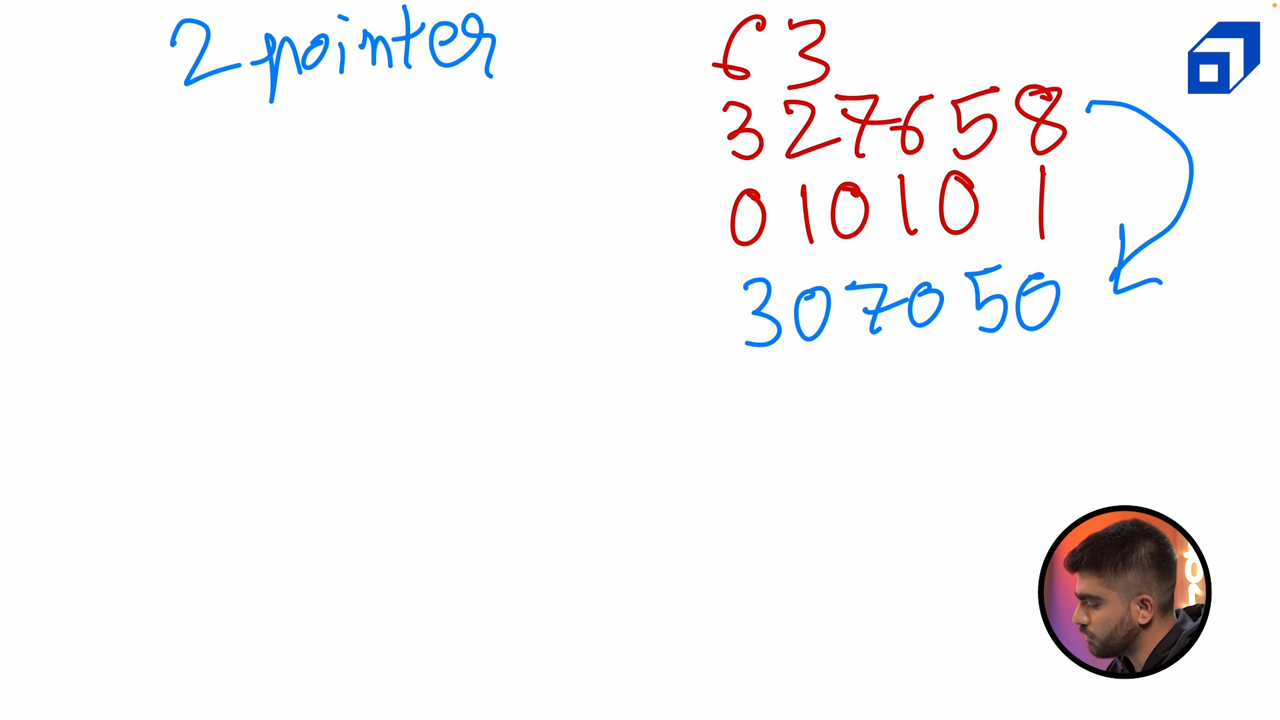 2 pointer
6 3
3 2 7 6 5 8
0 1 0 1 0 1
3 0 7 0 5 0